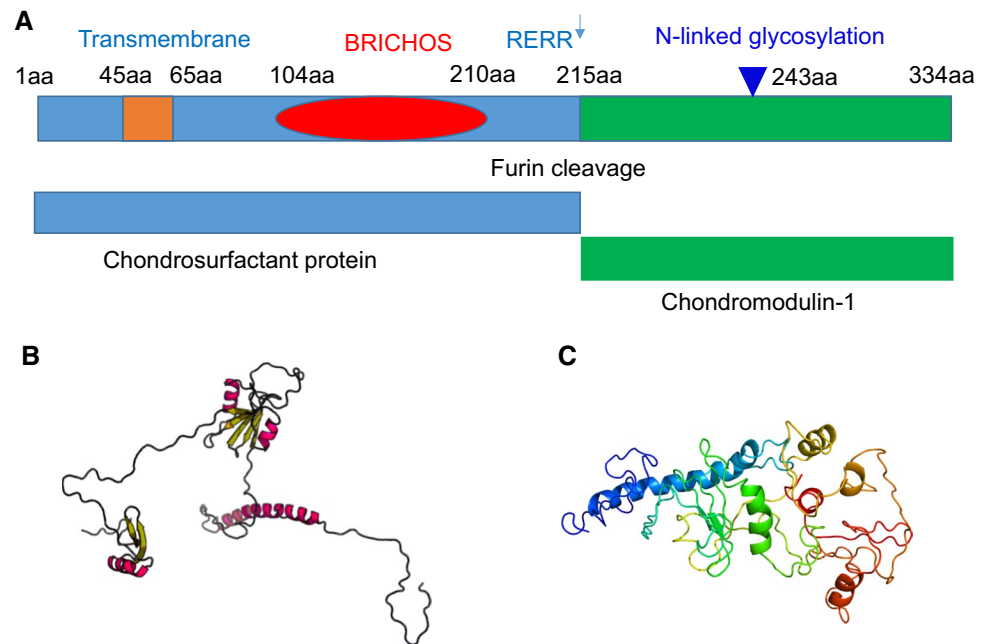 A
Transmembrane BRICHOS RERR N-linked glycosylation
1aa 45aa 65aa 104aa 210aa 215aa 243aa 334aa
Furin cleavage
Chondrosurfactant protein
Chondromodulin-1
B C